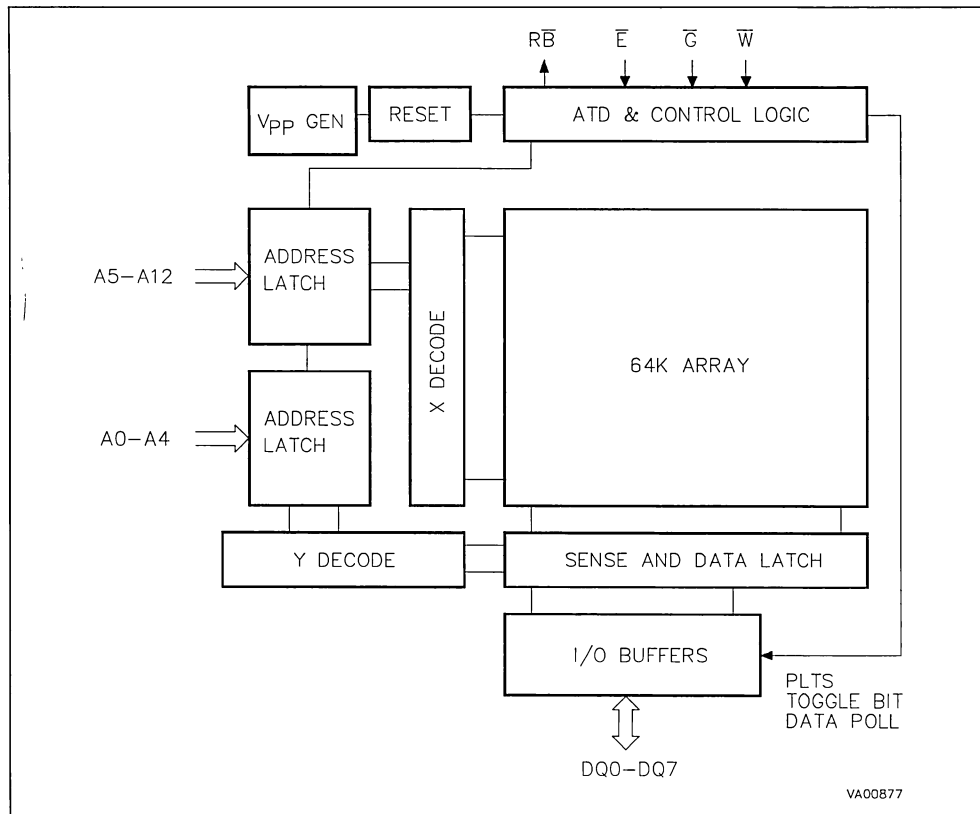 RB̅ E̅ G̅ W̅
VPP GEN
RESET
ATD & CONTROL LOGIC
A5-A12
ADDRESS
LATCH
X DECODE
64K ARRAY
A0-A4
ADDRESS
LATCH
Y DECODE
SENSE AND DATA LATCH
I/O BUFFERS
PLTS
TOGGLE BIT
DATA POLL
DQ0-DQ7
VA00877